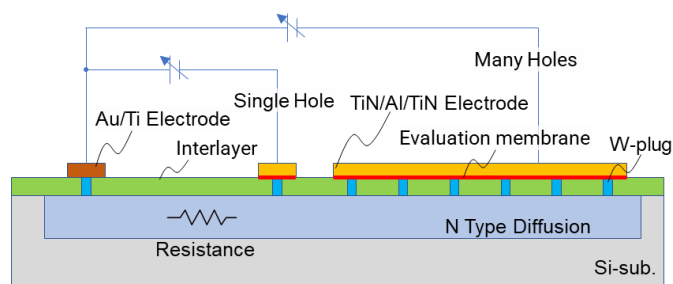 Many Holes
Single Hole
TiN/Al/TiN Electrode
Au/Ti Electrode
Interlayer
Evaluation membrane
W-plug
Resistance
N Type Diffusion
Si-sub.